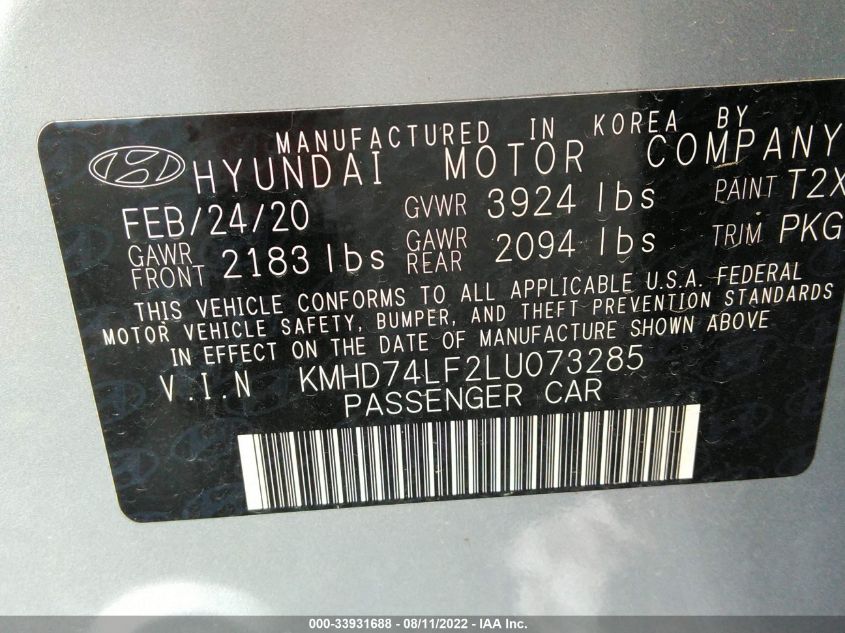 MANUFACTURED IN KOREA BY
HYUNDAI MOTOR COMPANY
FEB/24/20 GVWR 3924 lbs PAINT T2X
GAWR FRONT 2183 lbs GAWR REAR 2094 lbs TRIM PKG
THIS VEHICLE CONFORMS TO ALL APPLICABLE U.S.A. FEDERAL
MOTOR VEHICLE SAFETY, BUMPER, AND THEFT PREVENTION STANDARDS
IN EFFECT ON THE DATE OF MANUFACTURE SHOWN ABOVE
V.I.N KMHD74LF2LU073285
PASSENGER CAR
000-33931688 - 08/11/2022 - IAA Inc.